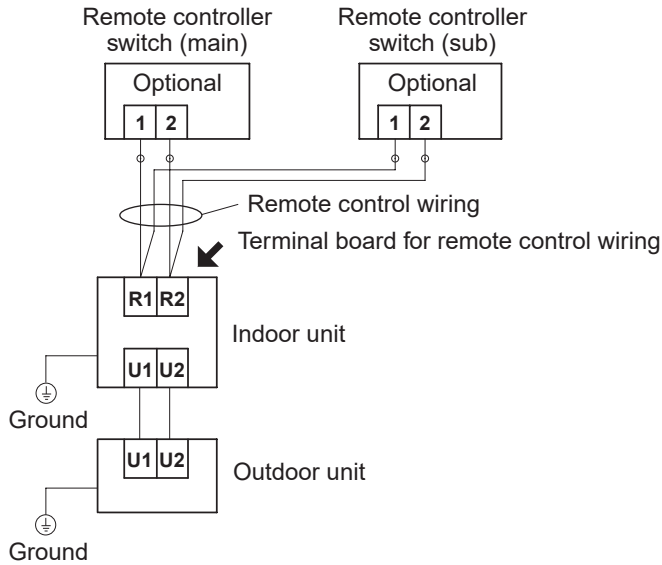 Remote controller
switch (main)
Remote controller
switch (sub)
Optional
Optional
1 2
1 2
Remote control wiring
Terminal board for remote control wiring
R1 R2
Indoor unit
U1 U2
Ground
U1 U2
Outdoor unit
Ground